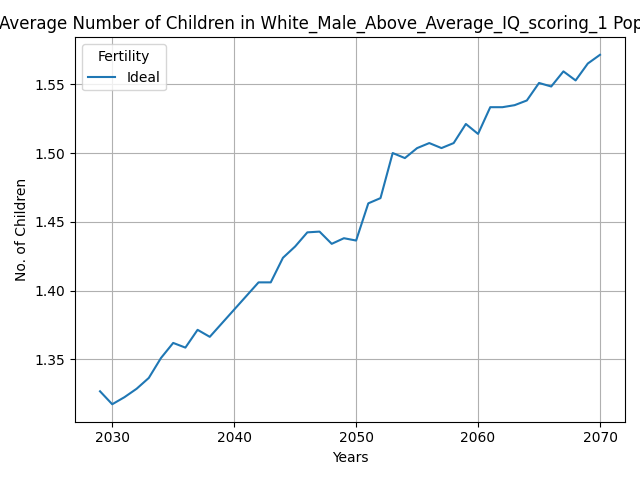 Average Number of Children in White_Male_Above_Average_IQ_scoring_1 Pop
Fertility
Ideal
1.55
1.50
1.45
1.40
1.35
No. of Children
2030 2040 2050 2060 2070
Years